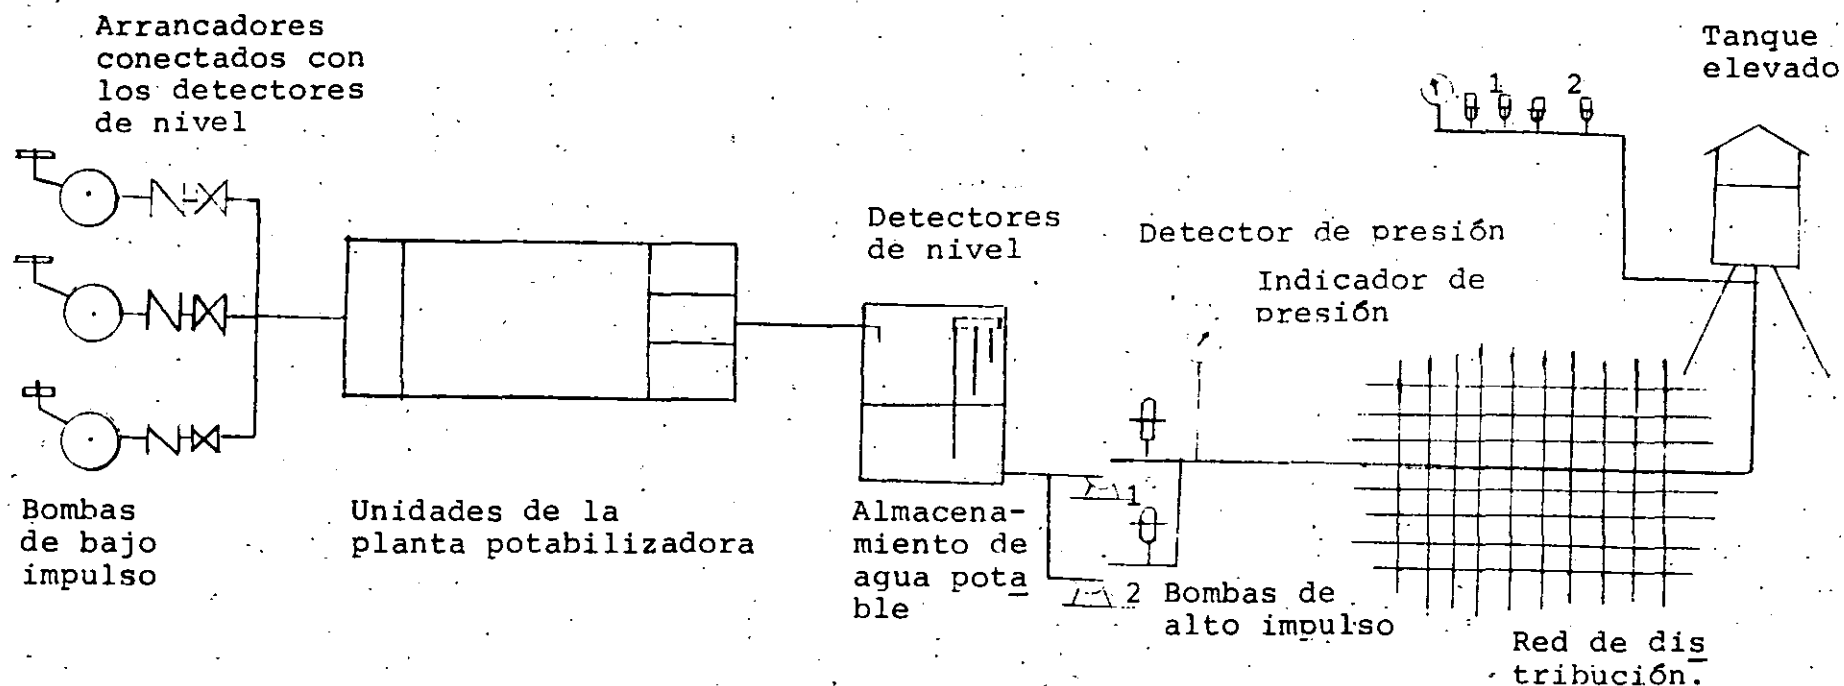 Arrancadores
conectados con
los detectores
de nivel
Tanque
elevado
1 2
Detectores
de nivel
Detector de presión
Indicador de
presión
Bombas
de bajo
impulso
Unidades de la
planta potabilizadora
Almacena-
miento de
agua pota
ble
1
2
Bombas de
alto impulso
Red de dis
tribución.